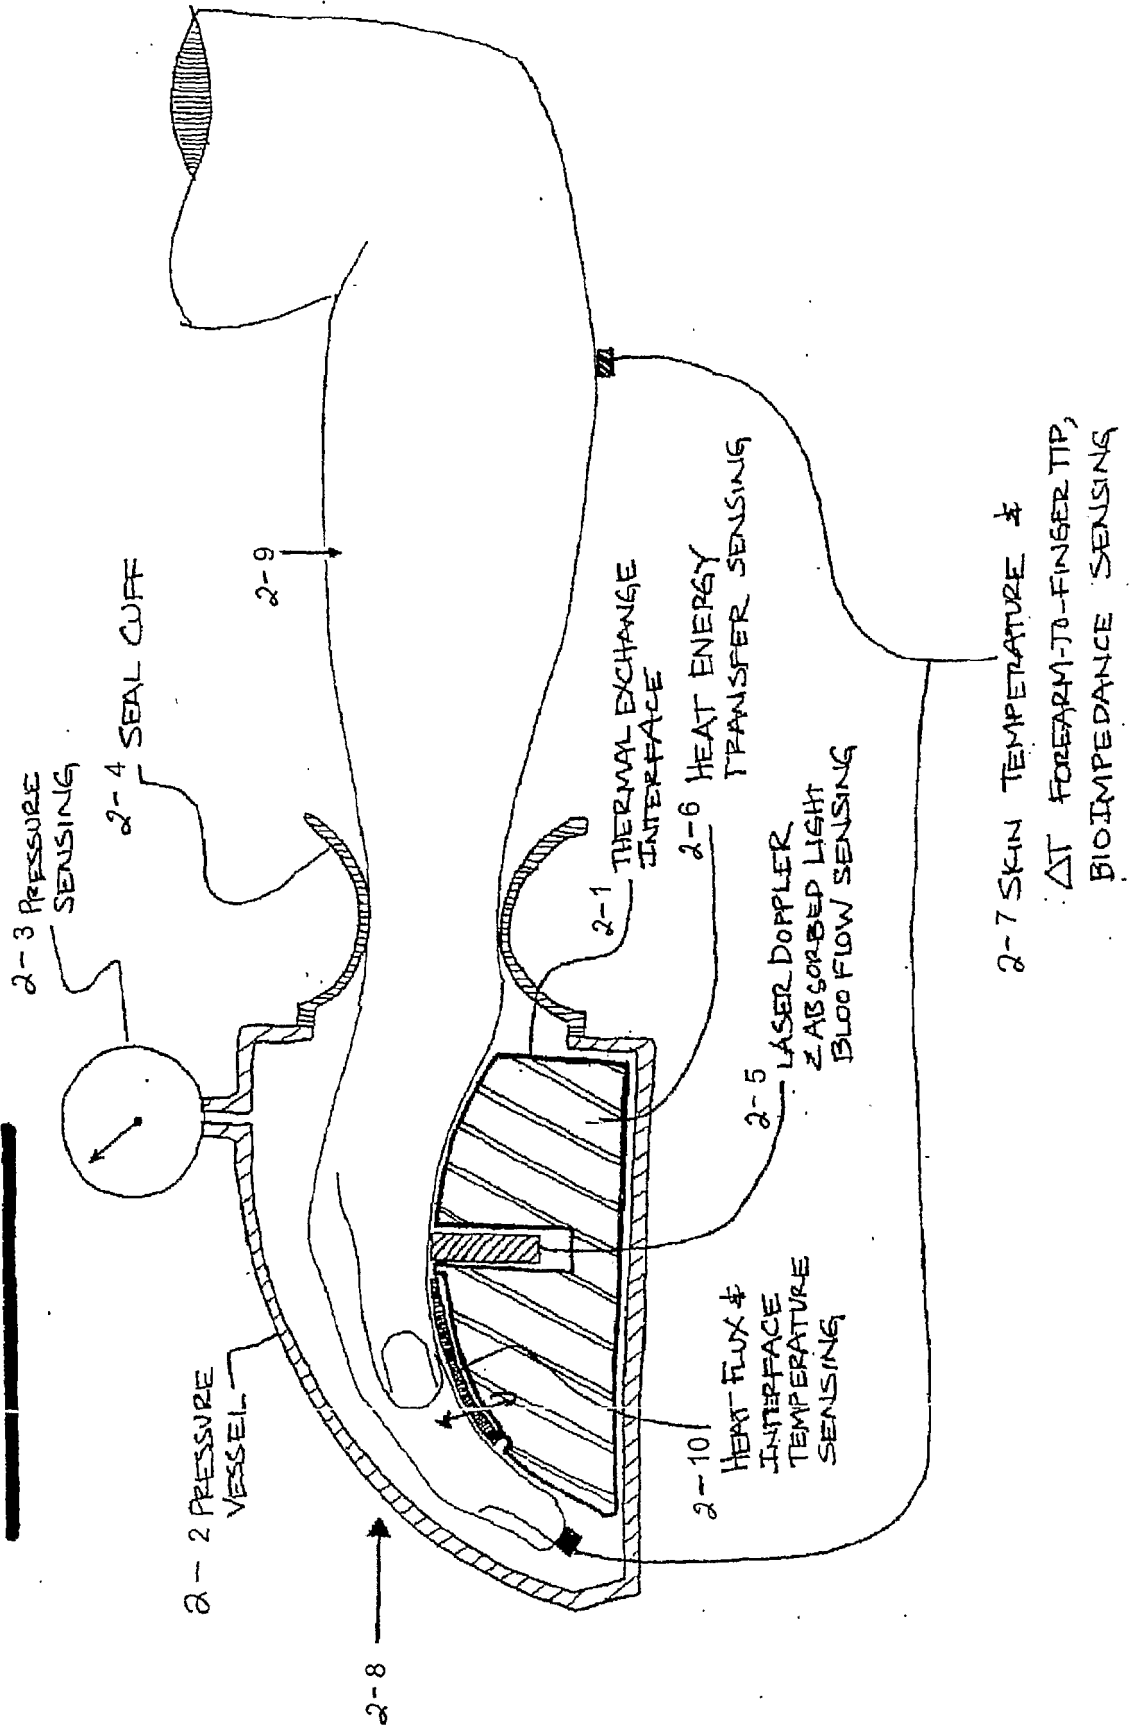 2-3 PRESSURE
SENSING
2-4 SEAL CUFF
2-2 PRESSURE
VESSEL
2-9
2-8
2-1 THERMAL EXCHANGE
INTERFACE
2-6 HEAT ENERGY
TRANSFER SENSING
2-10
HEAT FLUX &
INTERFACE
TEMPERATURE
SENSING
2-5 LASER DOPPLER
& ABSORBED LIGHT
BLOO FLOW SENSING
2-7 SKIN TEMPERATURE &
ΔT FOREARM-TO-FINGER TIP,
BIOIMPEDANCE SENSING